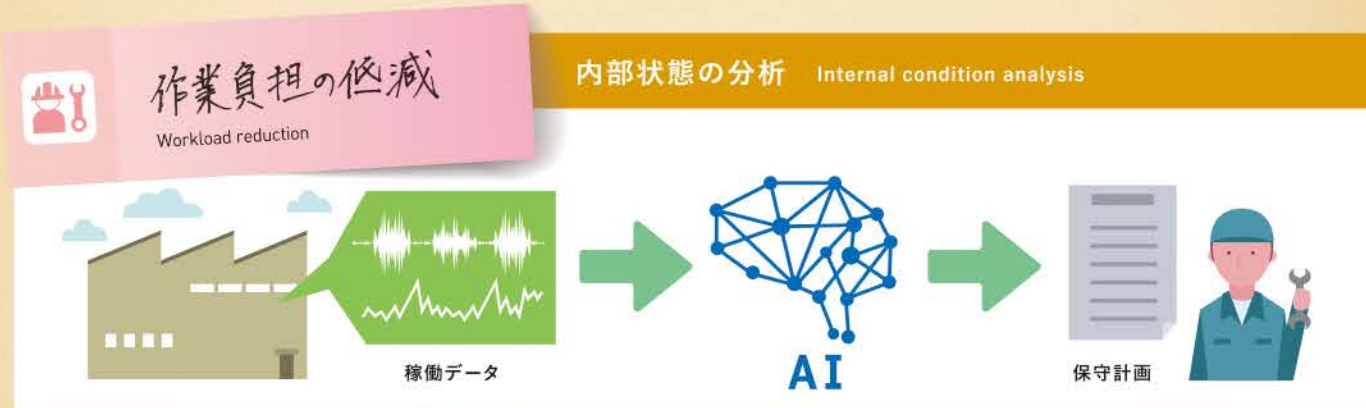 作業負担の低減
Workload reduction
内部状態の分析 Internal condition analysis
稼働データ
AI
保守計画